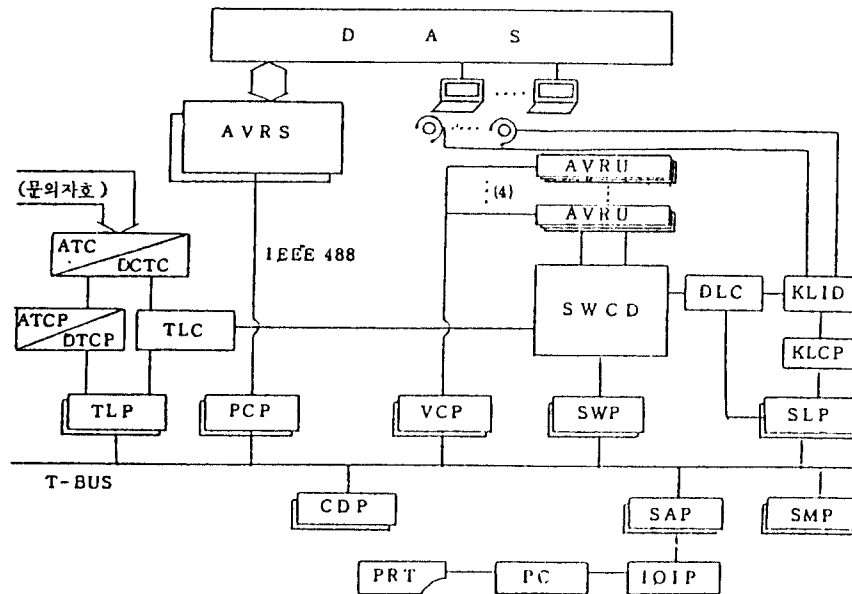 D A S
AVRS
AVRU
(문의자호)
(4)
AVRU
ATC
DCTC
IEEE 488
SWCD
DLC
KLID
ATCP
DTCP
TLC
KLCP
TLP
PCP
VCP
SWP
SLP
T-BUS
CDP
SAP
SMP
PRT
PC
IOIP